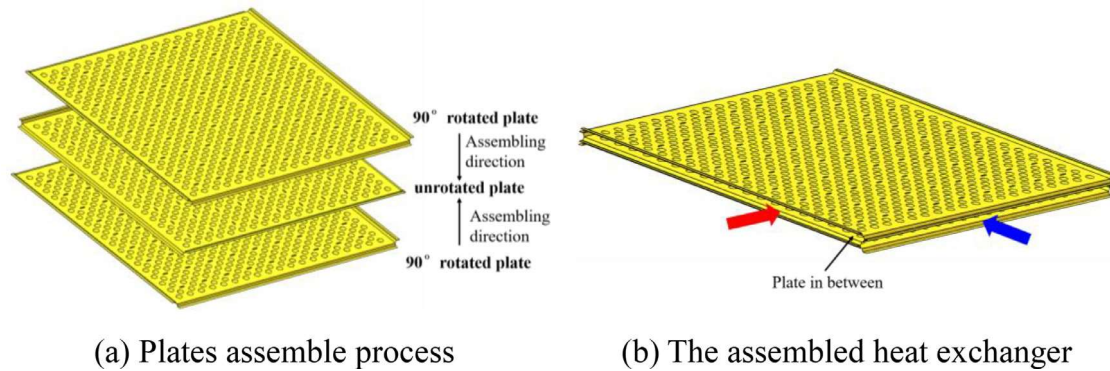 90° rotated plate
Assembling
direction
unrotated plate
Assembling
direction
90° rotated plate
Plate in between
(a) Plates assemble process
(b) The assembled heat exchanger